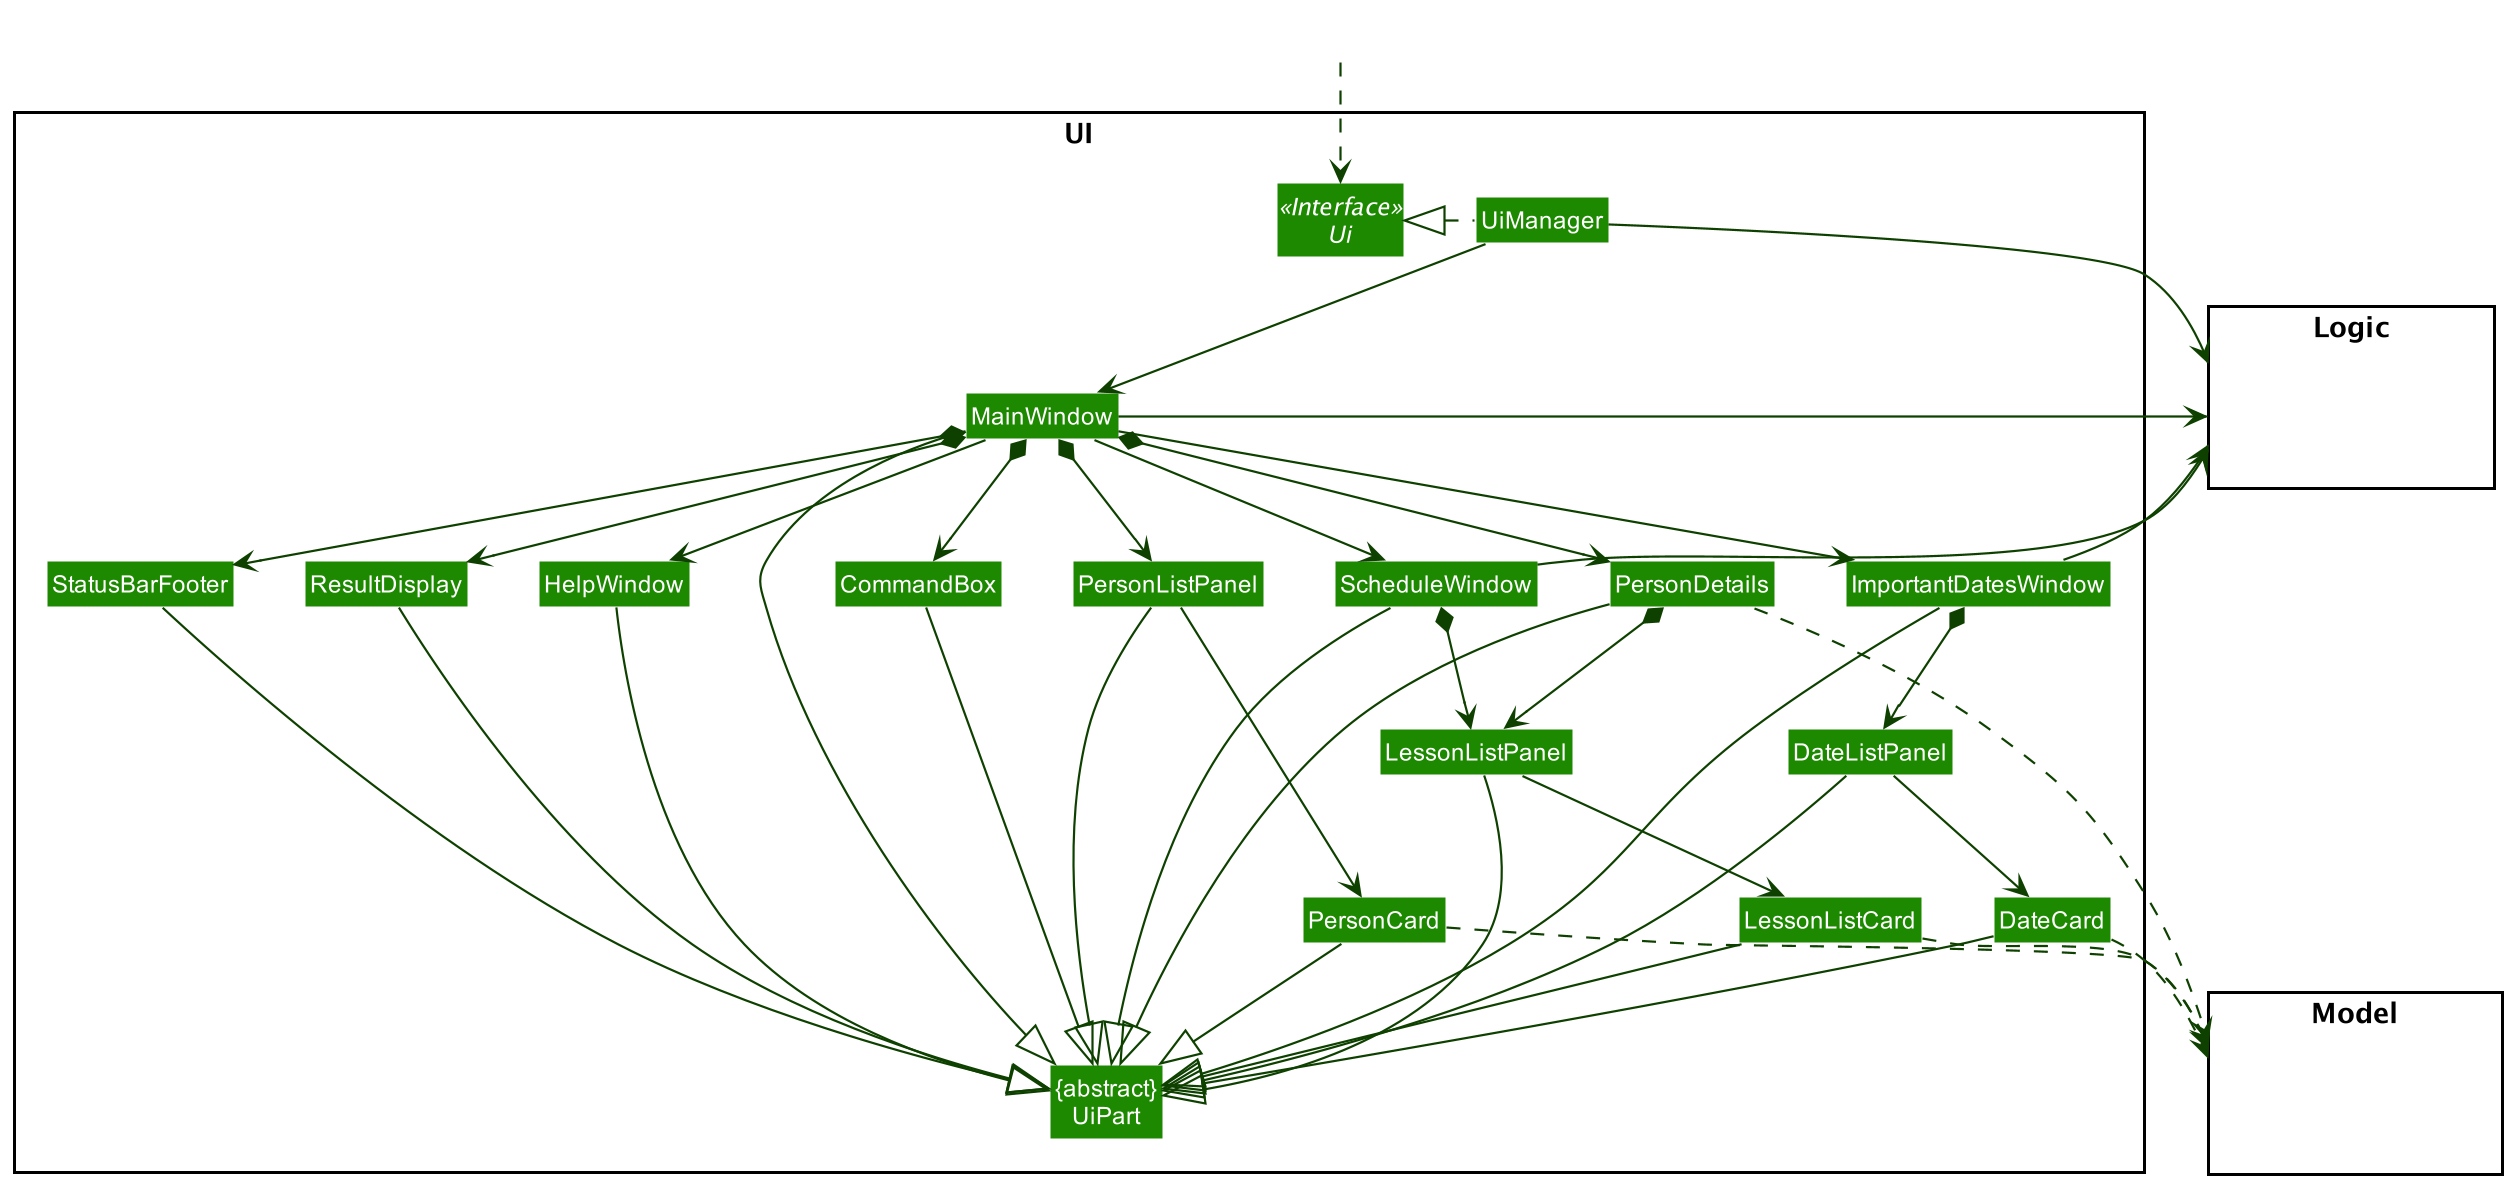 UI
«Interface»
Ui
UiManager
Logic
MainWindow
StatusBarFooter
ResultDisplay
HelpWindow
CommandBox
PersonListPanel
ScheduleWindow
PersonDetails
ImportantDatesWindow
LessonListPanel
DateListPanel
PersonCard
LessonListCard
DateCard
Model
{abstract}
UiPart